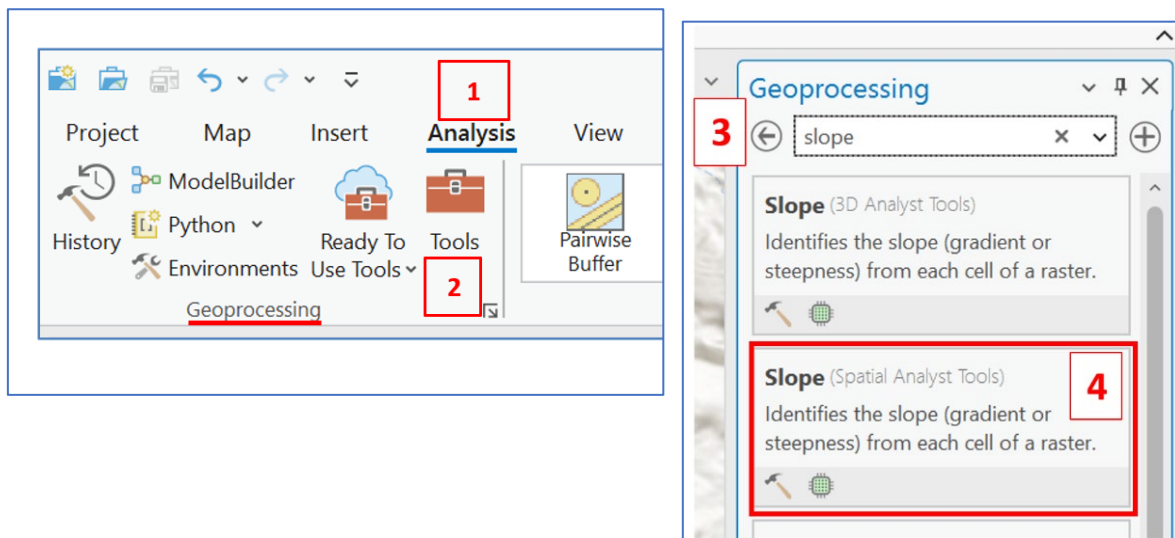 1
Project Map Insert Analysis View
ModelBuilder
Python
History
Environments
Ready To
Use Tools
Tools
2
Pairwise
Buffer
Geoprocessing
Geoprocessing
3
slope
Slope (3D Analyst Tools)
Identifies the slope (gradient or
steepness) from each cell of a raster.
Slope (Spatial Analyst Tools)
4
Identifies the slope (gradient or
steepness) from each cell of a raster.